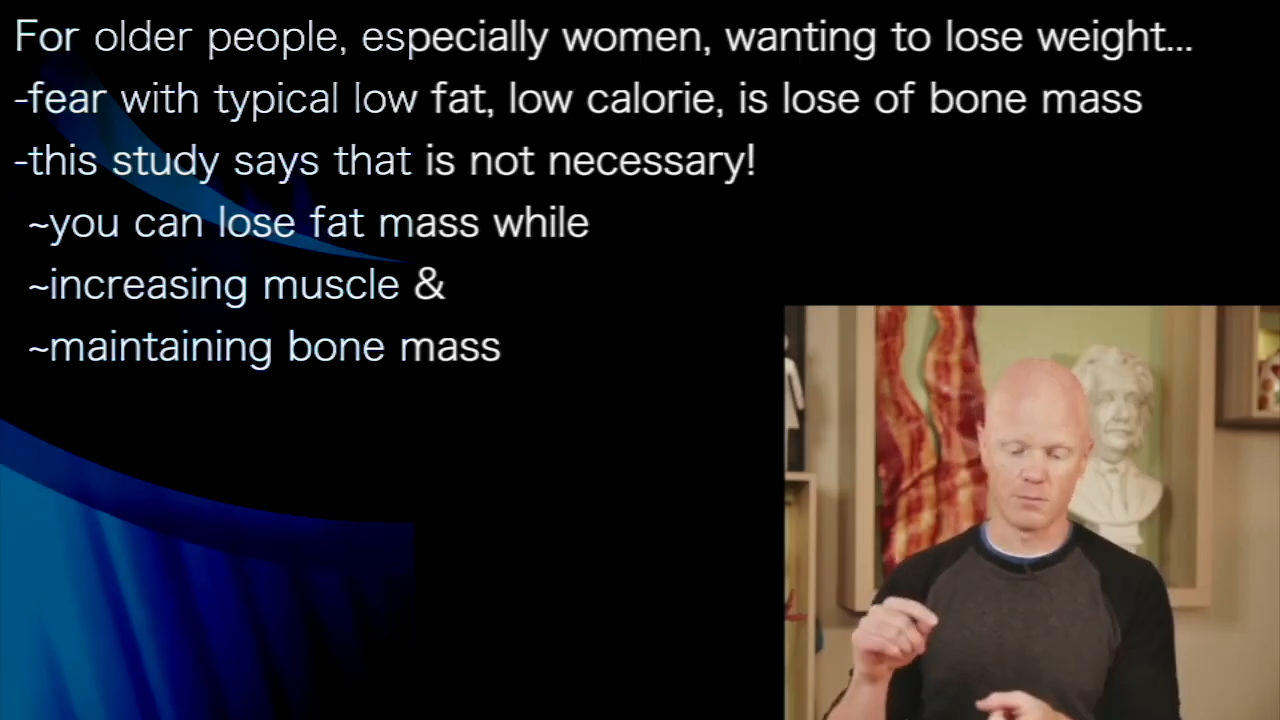 For older people, especially women, wanting to lose weight...
-fear with typical low fat, low calorie, is lose of bone mass
-this study says that is not necessary!
~you can lose fat mass while
~increasing muscle &
~maintaining bone mass